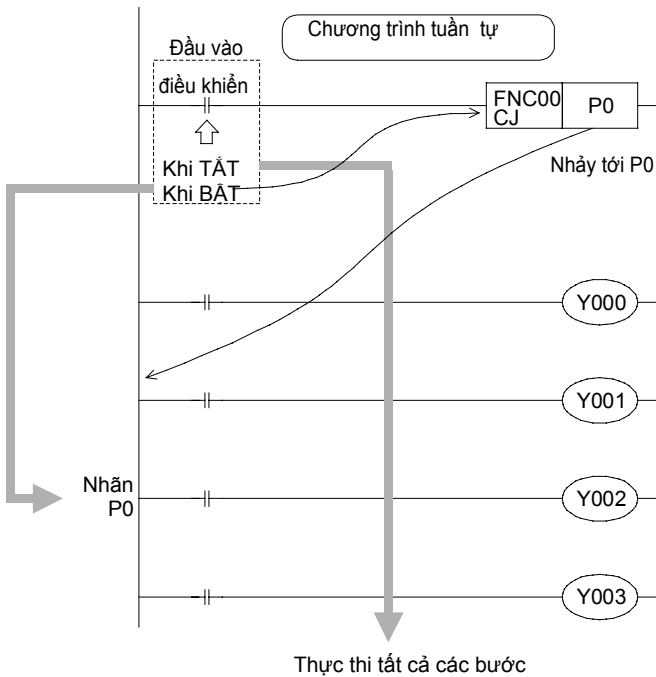 Chương trình tuần tự
Đầu vào
điều khiển
FNC00
CJ
P0
Khi TẮT
Khi BẬT
Nhảy tới P0
Y000
Y001
Nhãn
P0
Y002
Y003
Thực thi tất cả các bước